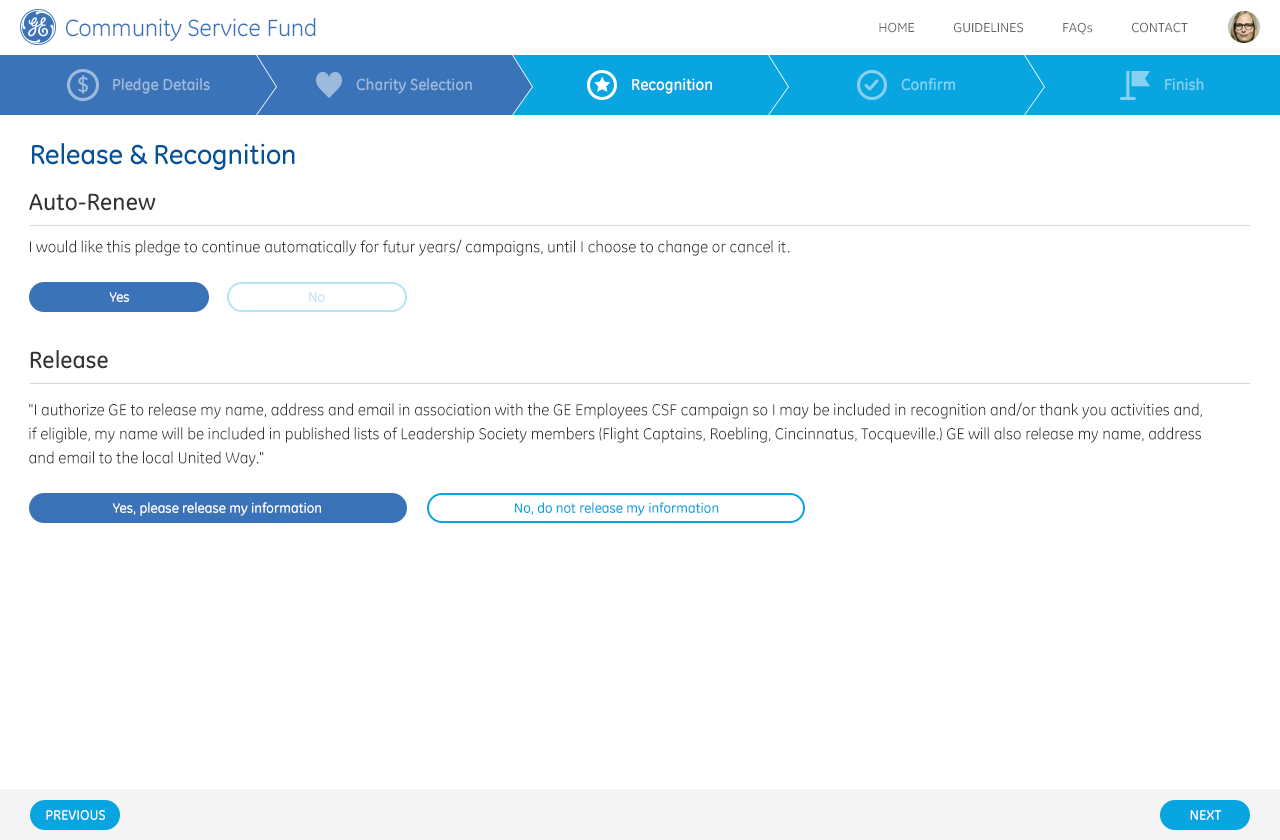 GE Community Service Fund
HOME GUIDELINES FAQs CONTACT
$ Pledge Details Charity Selection Recognition Confirm Finish
Release & Recognition
Auto-Renew
I would like this pledge to continue automatically for futur years/ campaigns, until I choose to change or cancel it.
Yes No
Release
"I authorize GE to release my name, address and email in association with the GE Employees CSF campaign so I may be included in recognition and/or thank you activities and,
if eligible, my name will be included in published lists of Leadership Society members (Flight Captains, Roebling, Cincinnatus, Tocqueville.) GE will also release my name, address
and email to the local United Way."
Yes, please release my information No, do not release my information
PREVIOUS NEXT